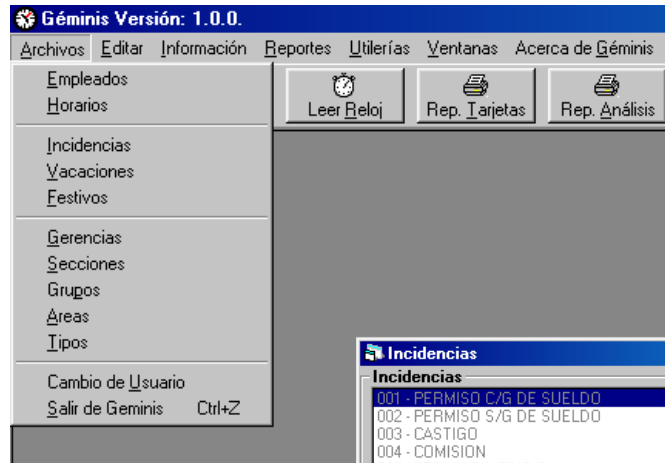 Géminis Versión: 1.0.0.
Archivos Editar Información Reportes Utilerías Ventanas Acerca de Géminis
Leer Reloj Rep. Tarjetas Rep. Análisis
Empleados
Horarios
Incidencias
Vacaciones
Festivos
Gerencias
Secciones
Grupos
Areas
Tipos
Cambio de Usuario
Salir de Geminis Ctrl+Z
Incidencias
Incidencias
001 - PERMISO C/G DE SUELDO
002 - PERMISO S/G DE SUELDO
003 - CASTIGO
004 - COMISION